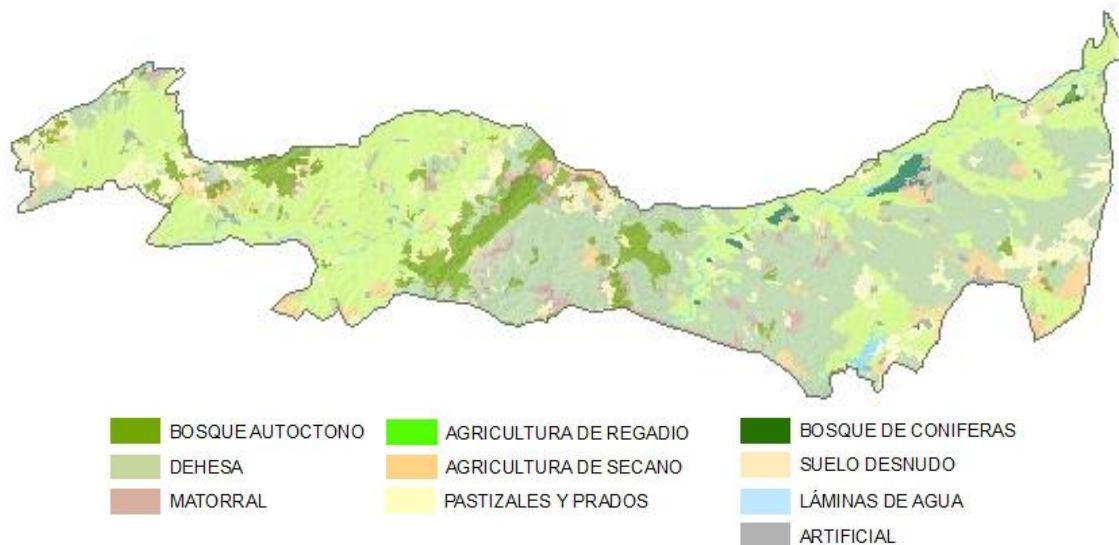 BOSQUE AUTOCTONO
DEHESA
MATORRAL
AGRICULTURA DE REGADIO
AGRICULTURA DE SECANO
PASTIZALES Y PRADOS
BOSQUE DE CONIFERAS
SUELO DESNUDO
LÁMINAS DE AGUA
ARTIFICIAL